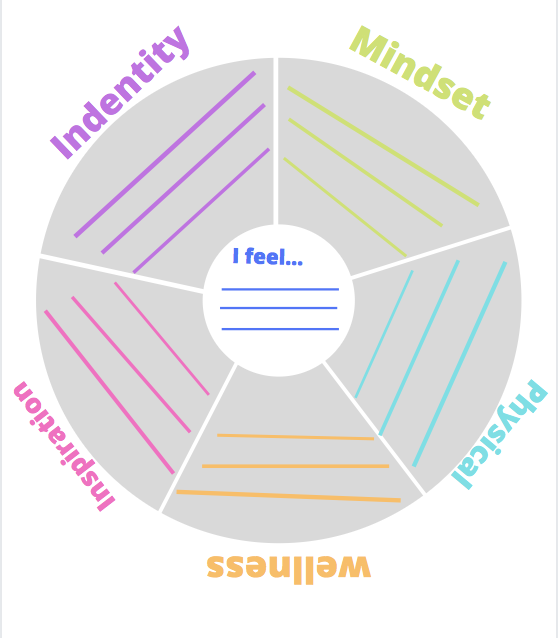 Indentity
Mindset
I feel...
Physical
Inspiration
wellness